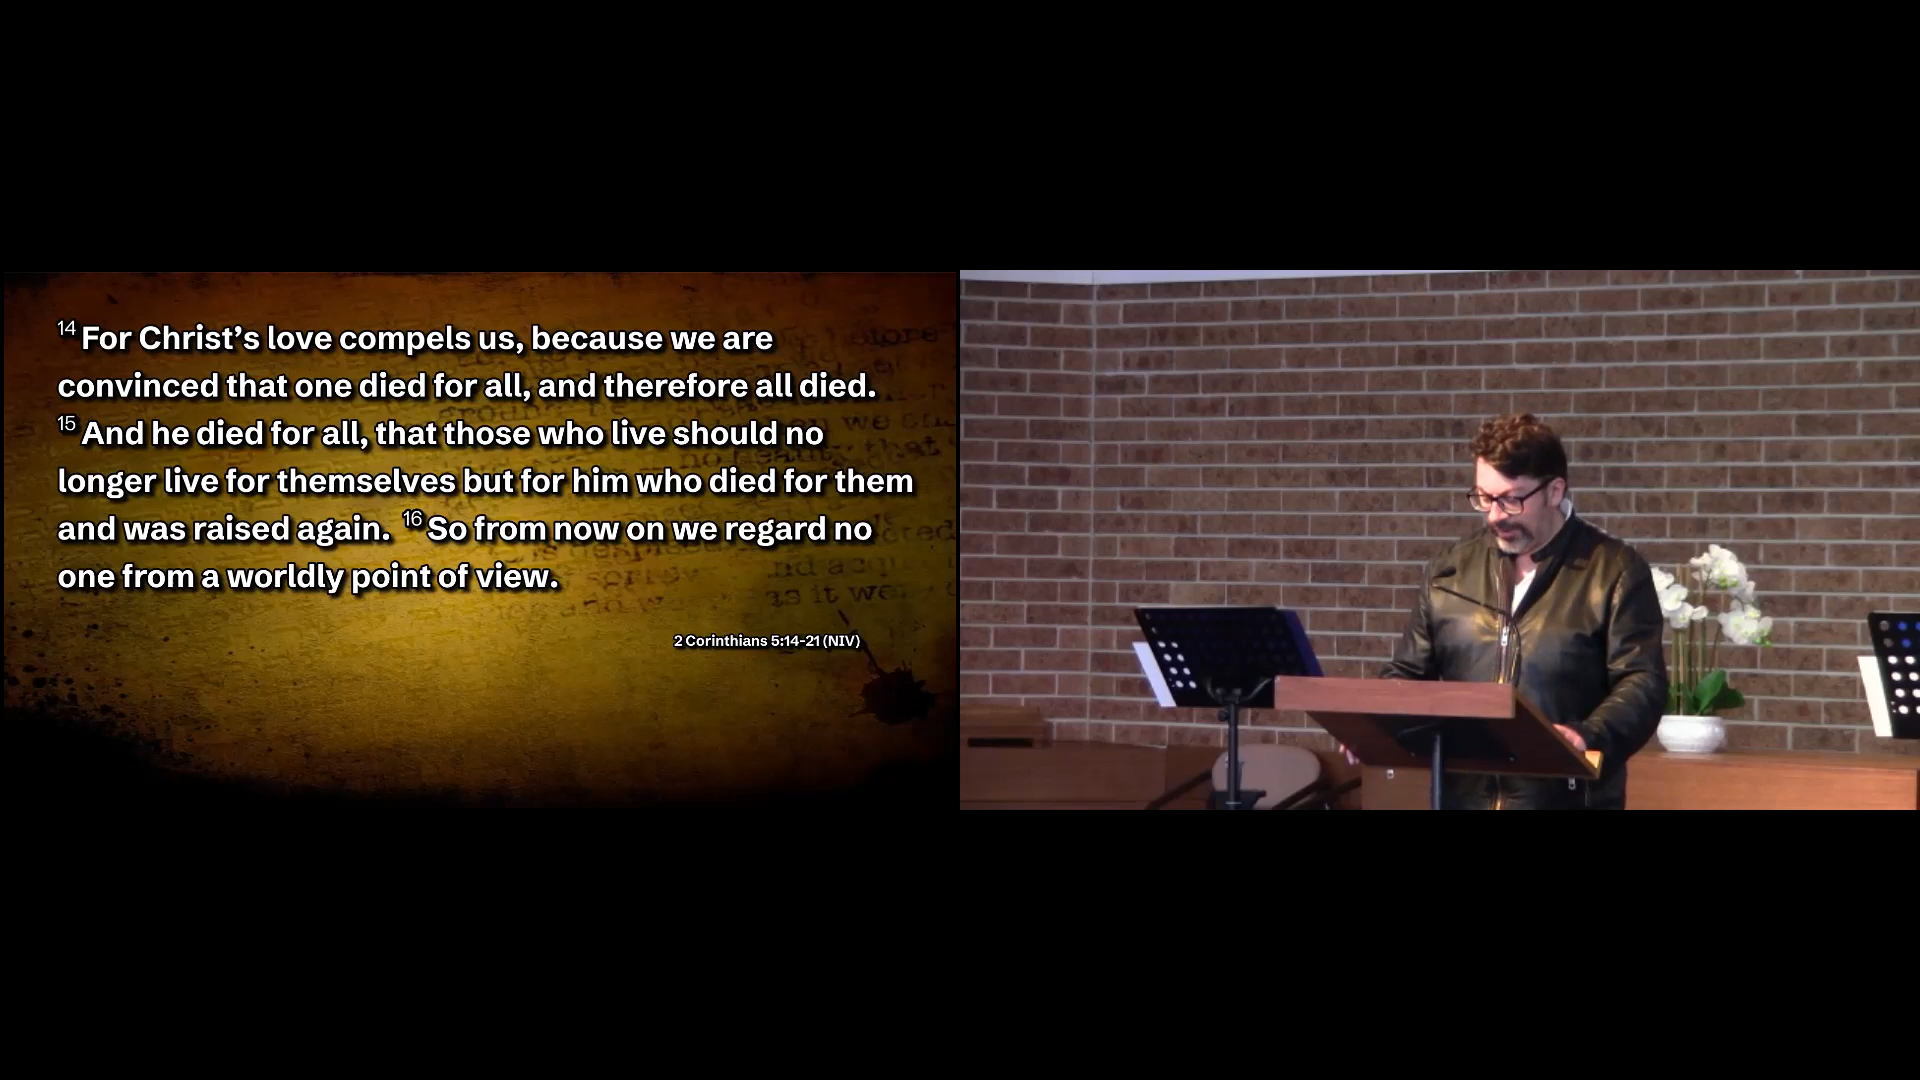 14 For Christ’s love compels us, because we are
convinced that one died for all, and therefore all died.
15 And he died for all, that those who live should no
longer live for themselves but for him who died for them
and was raised again. 16 So from now on we regard no
one from a worldly point of view.
2 Corinthians 5:14-21 (NIV)